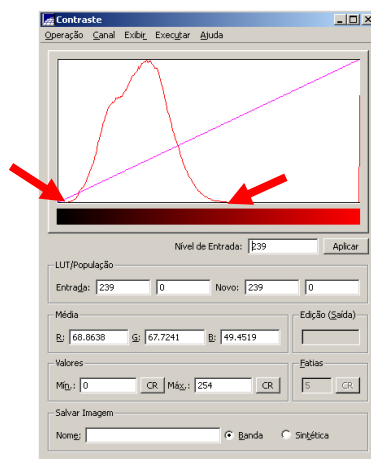 Contraste
Operação Canal Exibir Executar Ajuda
Nível de Entrada: 239 Aplicar
LUT/População
Entrada: 239 0 Novo: 239 0
Média Edição (Saída)
R: 68.8638 G: 67.7241 B: 49.4519
Valores Fatias
Mín.: 0 CR Máx.: 254 CR 5 CR
Salvar Imagem
Nome: Banda Sintética